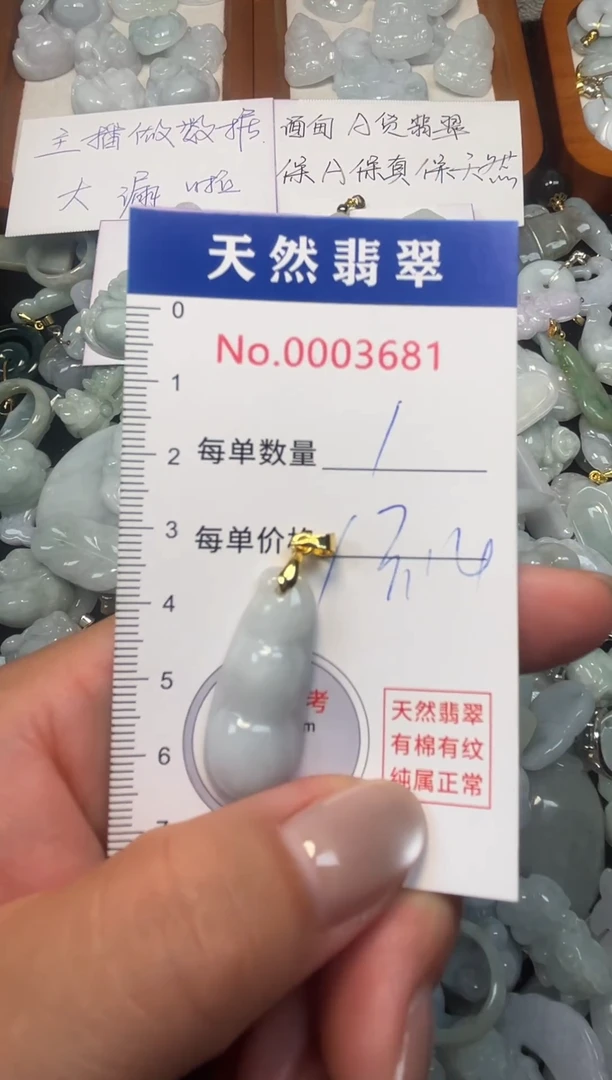 主播做数据
大漏啦
缅甸A货翡翠
保A保真保天然
天然翡翠
No.0003681
0
1
2
3
4
5
6
每单数量 1
每单价
考
m
天然翡翠
有棉有纹
纯属正常